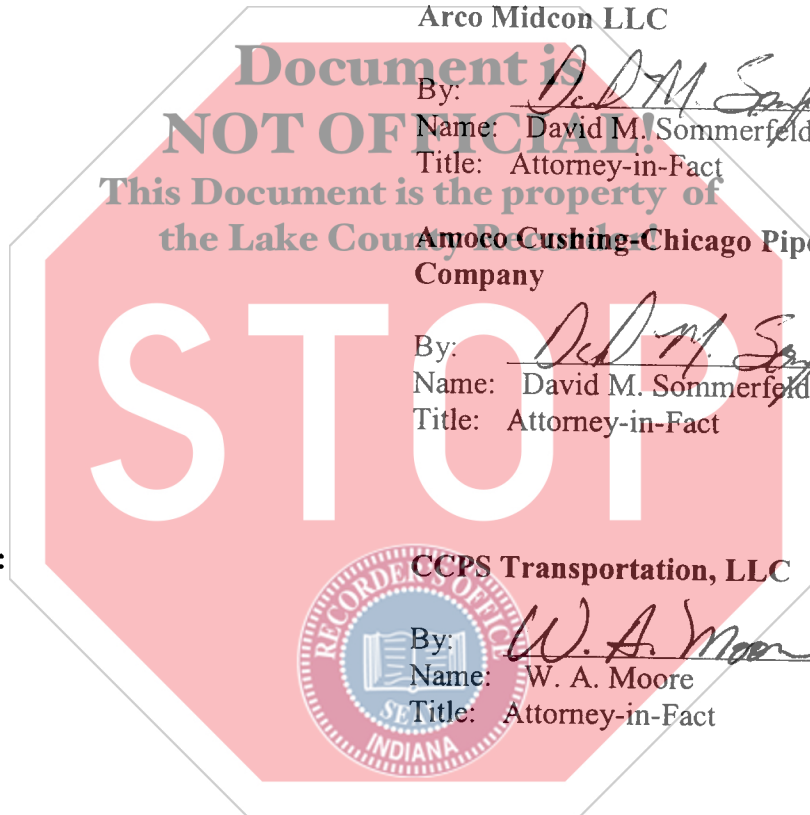 Arco Midcon LLC
Document is
By:
NOT OFFICIAL!
Name: David M. Sommerfeld
Title: Attorney-in-Fact
This Document is the property of
the Lake County Recorder!
Amoco Cushing-Chicago Pipe
Company
STOP
By:
Name: David M. Sommerfeld
Title: Attorney-in-Fact
:
CCPS Transportation, LLC
RECORDER'S OFFICE
By: W. A. Moore
Name: W. A. Moore
SEAL
Title: Attorney-in-Fact
INDIANA